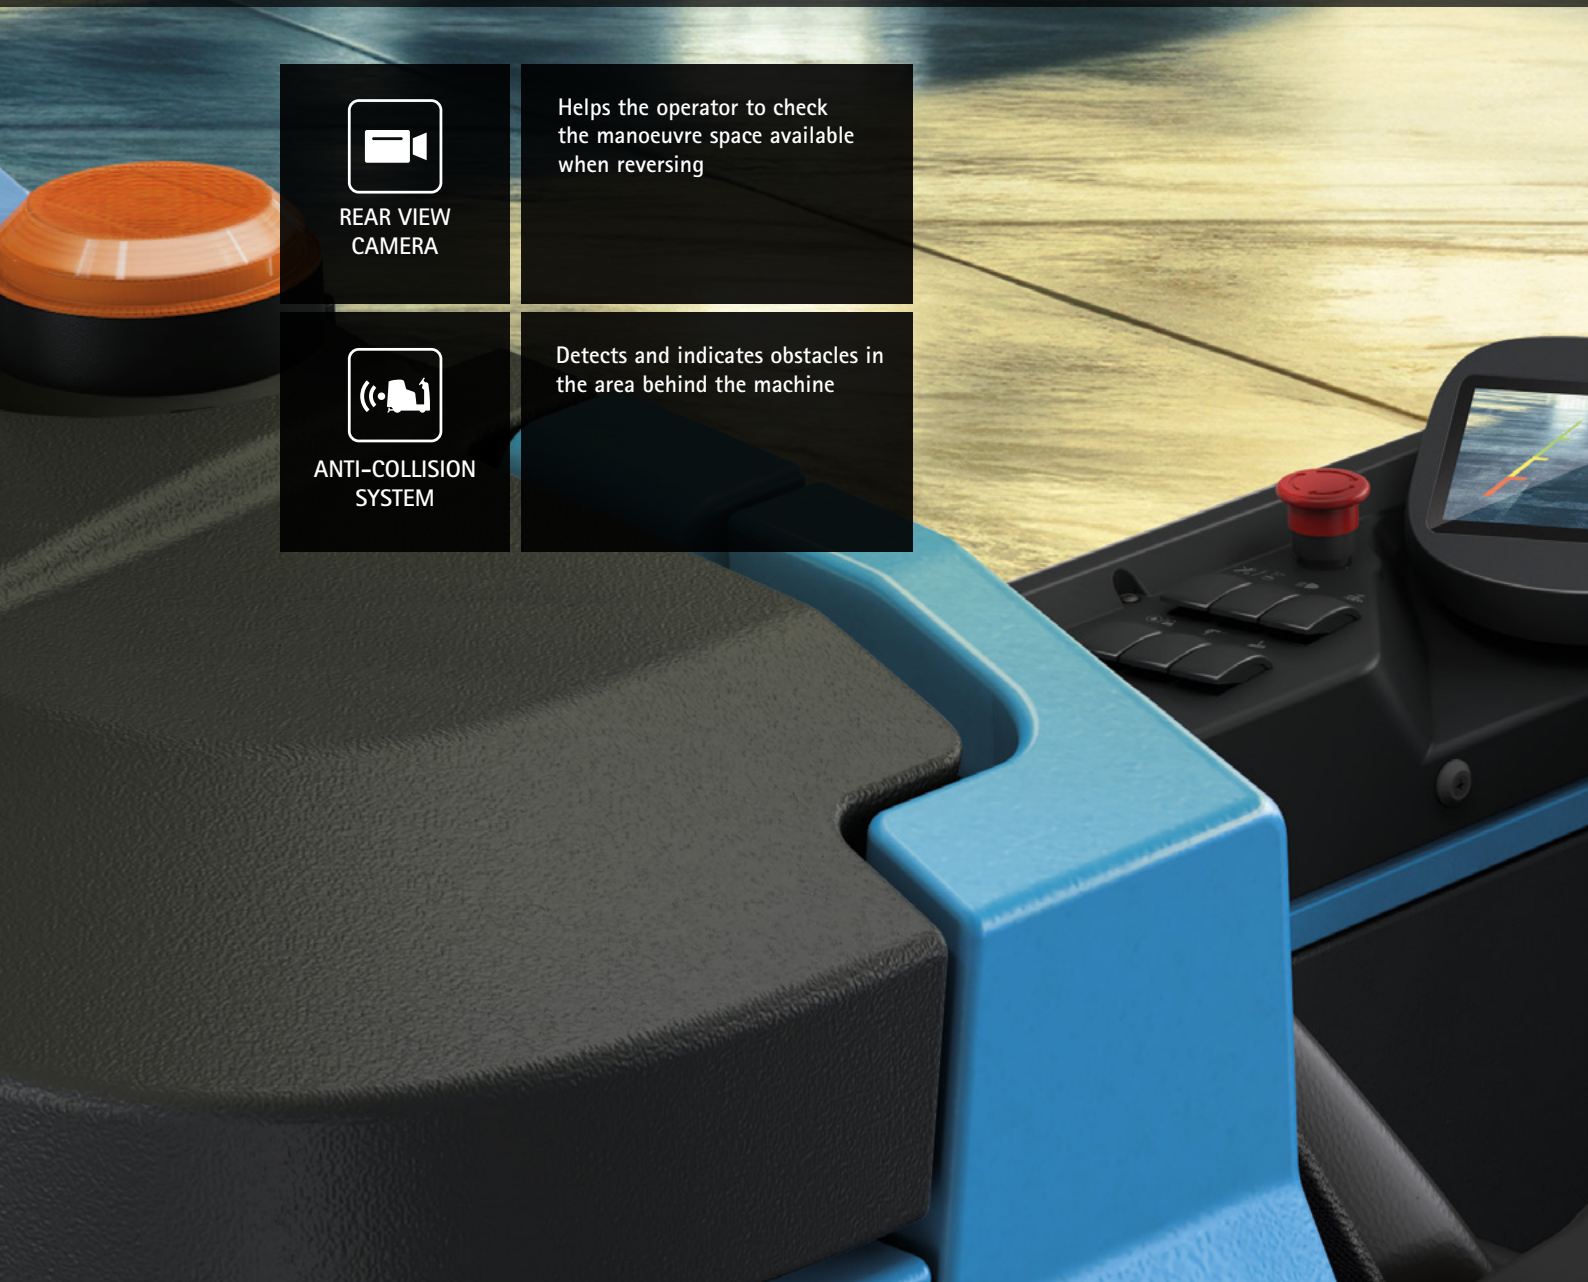 REAR VIEW
CAMERA
Helps the operator to check
the manoeuvre space available
when reversing
ANTI-COLLISION
SYSTEM
Detects and indicates obstacles in
the area behind the machine